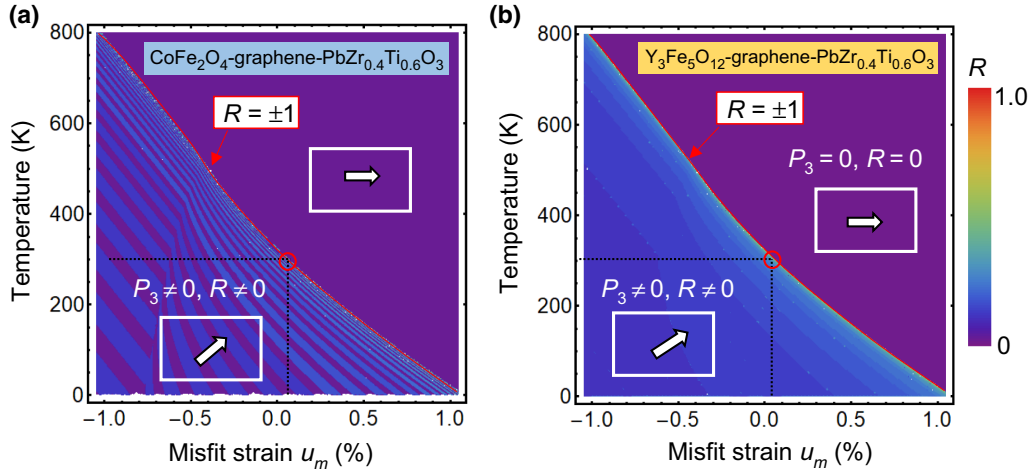 (a)
CoFe₂O₄-graphene-PbZr₀.₄Ti₀.₆O₃
R = ±1
P₃ ≠ 0, R ≠ 0
Temperature (K)
800
600
400
200
0
−1.0 −0.5 0.0 0.5 1.0
Misfit strain uₘ (%)
(b)
Y₃Fe₅O₁₂-graphene-PbZr₀.₄Ti₀.₆O₃
R = ±1
P₃ = 0, R = 0
P₃ ≠ 0, R ≠ 0
Temperature (K)
800
600
400
200
0
−1.0 −0.5 0.0 0.5 1.0
Misfit strain uₘ (%)
R
1.0
0